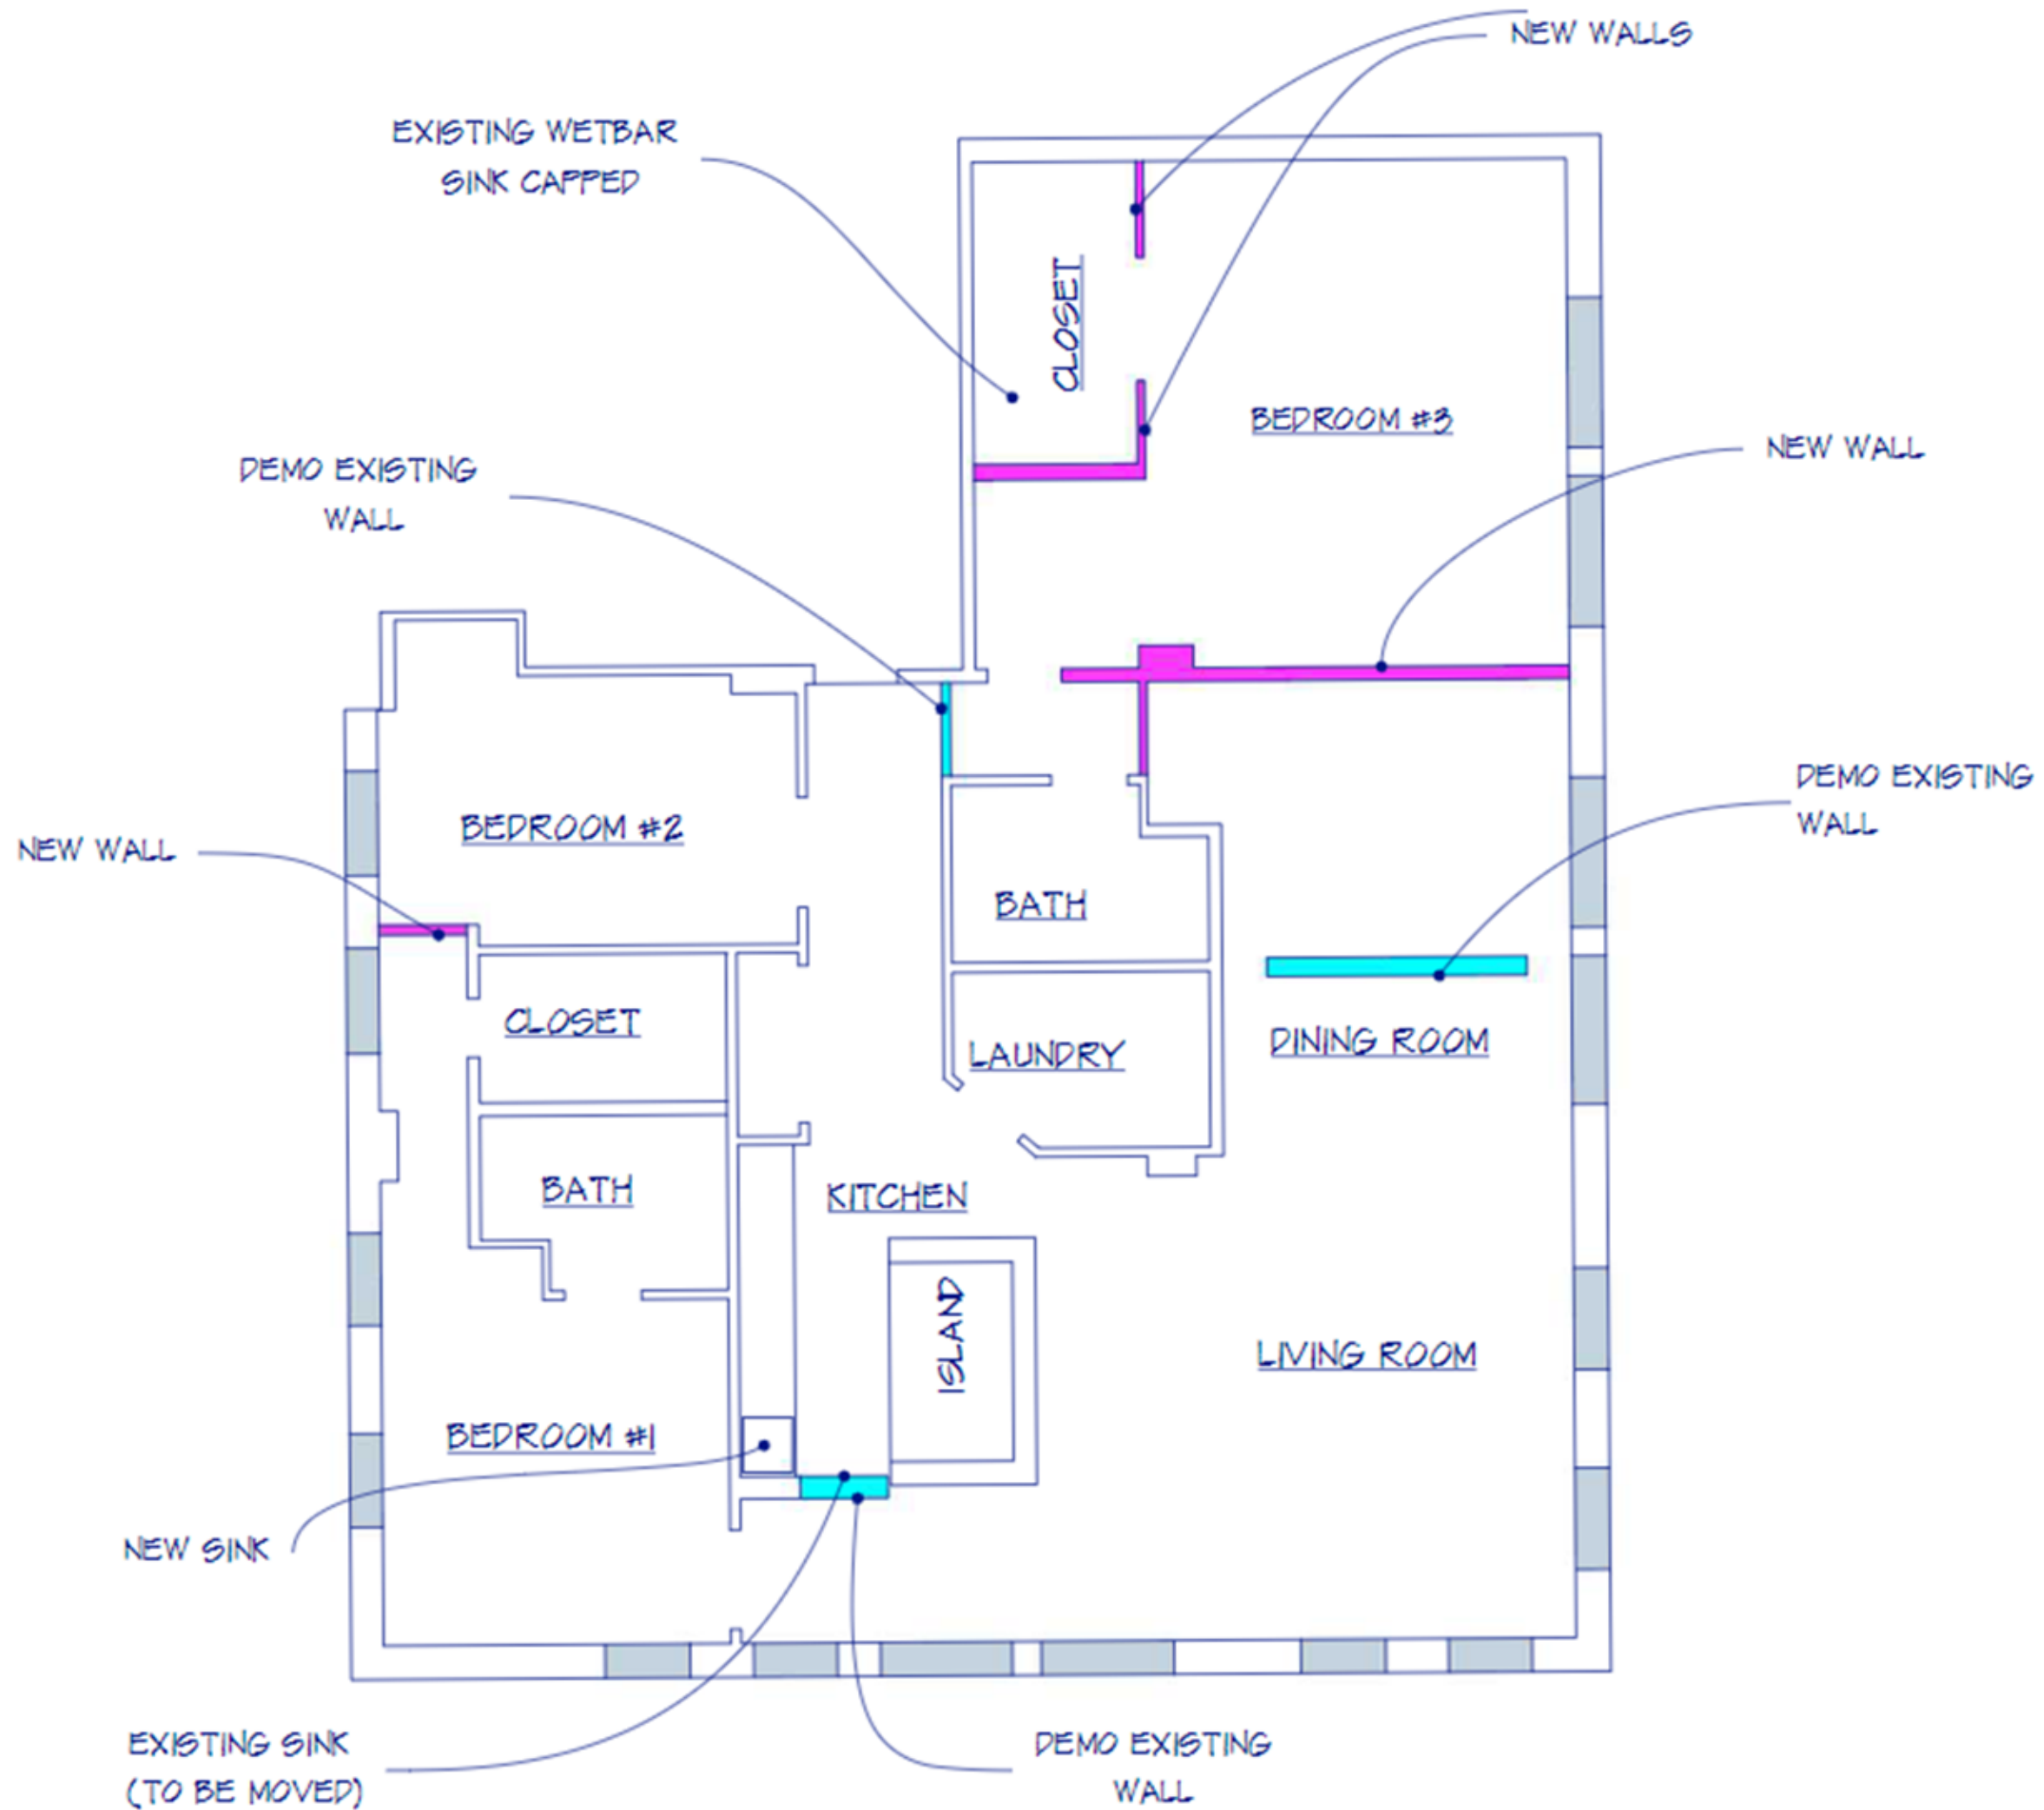 NEW WALLS
EXISTING WETBAR
SINK CAPPED
CLOSET
BEDROOM #3
NEW WALL
DEMO EXISTING
WALL
DEMO EXISTING
WALL
BEDROOM #2
NEW WALL
BATH
CLOSET
LAUNDRY
DINING ROOM
BATH
KITCHEN
ISLAND
LIVING ROOM
BEDROOM #1
NEW SINK
EXISTING SINK
(TO BE MOVED)
DEMO EXISTING
WALL